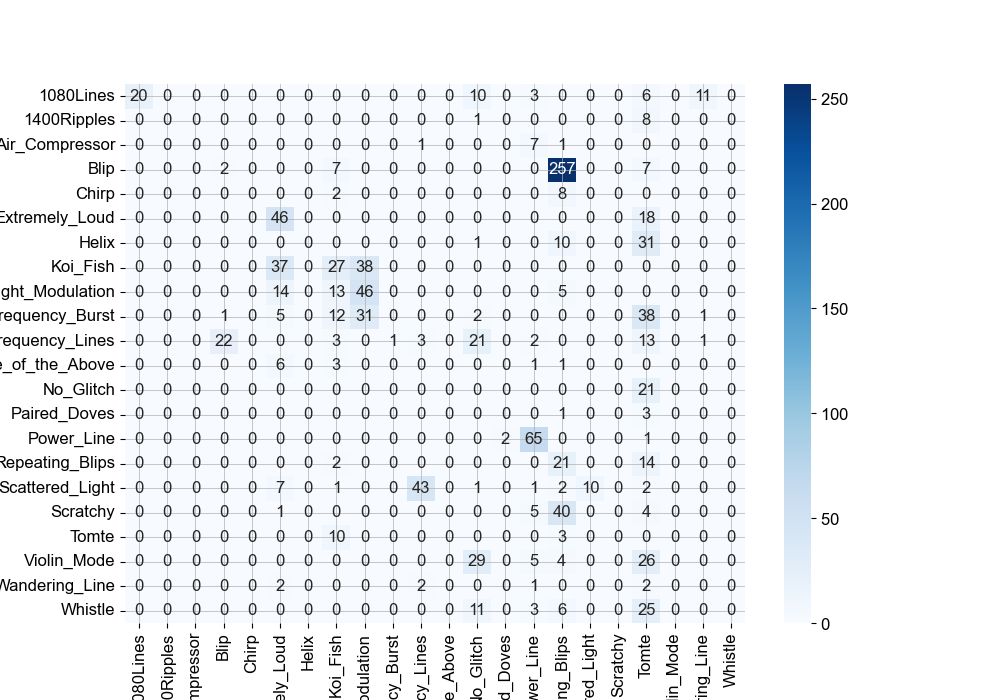 1080Lines 20 0 0 0 0 0 0 0 0 0 0 0 10 0 3 0 0 0 6 0 11 0
1400Ripples 0 0 0 0 0 0 0 0 0 0 0 0 1 0 0 0 0 0 8 0 0 0
Air_Compressor 0 0 0 0 0 0 0 0 0 0 1 0 0 0 7 1 0 0 0 0 0 0
Blip 0 0 0 2 0 0 0 7 0 0 0 0 0 0 0 257 0 0 7 0 0 0
Chirp 0 0 0 0 0 0 0 2 0 0 0 0 0 0 0 8 0 0 0 0 0 0
Extremely_Loud 0 0 0 0 0 46 0 0 0 0 0 0 0 0 0 0 0 0 18 0 0 0
Helix 0 0 0 0 0 0 0 0 0 0 0 0 1 0 0 10 0 0 31 0 0 0
Koi_Fish 0 0 0 0 0 37 0 27 38 0 0 0 0 0 0 0 0 0 0 0 0 0
ght_Modulation 0 0 0 0 0 14 0 13 46 0 0 0 0 0 0 5 0 0 0 0 0 0
requency_Burst 0 0 0 1 0 5 0 12 31 0 0 0 2 0 0 0 0 0 38 0 1 0
requency_Lines 0 0 0 22 0 0 0 3 0 1 3 0 21 0 2 0 0 0 13 0 1 0
e_of_the_Above 0 0 0 0 0 6 0 3 0 0 0 0 0 0 1 1 0 0 0 0 0 0
No_Glitch 0 0 0 0 0 0 0 0 0 0 0 0 0 0 0 0 0 0 21 0 0 0
Paired_Doves 0 0 0 0 0 0 0 0 0 0 0 0 0 0 0 1 0 0 3 0 0 0
Power_Line 0 0 0 0 0 0 0 0 0 0 0 0 0 2 65 0 0 0 1 0 0 0
Repeating_Blips 0 0 0 0 0 0 0 2 0 0 0 0 0 0 0 21 0 0 14 0 0 0
Scattered_Light 0 0 0 0 0 7 0 1 0 0 43 0 1 0 1 2 10 0 2 0 0 0
Scratchy 0 0 0 0 0 1 0 0 0 0 0 0 0 0 5 40 0 0 4 0 0 0
Tomte 0 0 0 0 0 0 0 10 0 0 0 0 0 0 0 3 0 0 0 0 0 0
Violin_Mode 0 0 0 0 0 0 0 0 0 0 0 0 29 0 5 4 0 0 26 0 0 0
Wandering_Line 0 0 0 0 0 2 0 0 0 0 2 0 0 0 1 0 0 0 2 0 0 0
Whistle 0 0 0 0 0 0 0 0 0 0 0 0 11 0 3 6 0 0 25 0 0 0
080Lines
0Ripples
mpressor
Blip
Chirp
ely_Loud
Helix
Koi_Fish
odulation
cy_Burst
cy_Lines
e_Above
No_Glitch
d_Doves
wer_Line
ng_Blips
red_Light
Scratchy
Tomte
in_Mode
ring_Line
Whistle
250
200
150
100
50
0